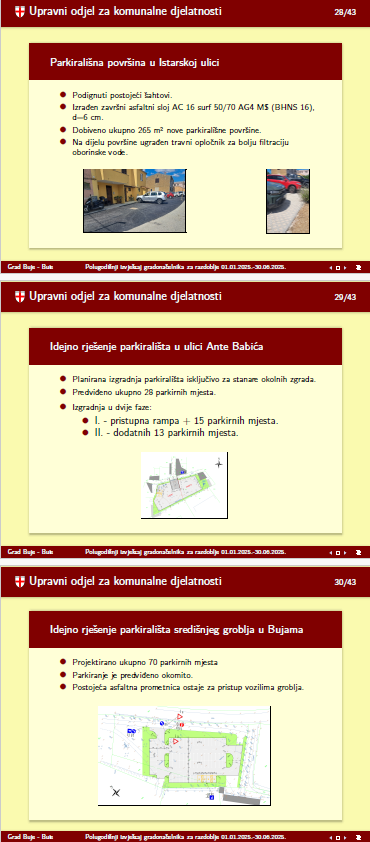 Upravni odjel za komunalne djelatnosti
28/43
Parkirališna površina u Istarskoj ulici
Podignuti postojeći šahtovi.
Izrađen završni asfaltni sloj AC 16 surf 50/70 AG4 M$ (BHNS 16),
d=6 cm.
Dobiveno ukupno 265 m² nove parkirališne površine.
Na dijelu površine ugrađen travni opločnik za bolju filtraciju
oborinske vode.
Grad Buje - Buie
Polugodišnji izvještaj gradonačelnika za razdoblje 01.01.2025.-30.06.2025.
Upravni odjel za komunalne djelatnosti
29/43
Idejno rješenje parkirališta u ulici Ante Babića
Planirana izgradnja parkirališta isključivo za stanare okolnih zgrada.
Predviđeno ukupno 28 parkirnih mjesta.
Izgradnja u dvije faze:
I. - pristupna rampa + 15 parkirnih mjesta.
II. - dodatnih 13 parkirnih mjesta.
Grad Buje - Buie
Polugodišnji izvještaj gradonačelnika za razdoblje 01.01.2025.-30.06.2025.
Upravni odjel za komunalne djelatnosti
30/43
Idejno rješenje parkirališta središnjeg groblja u Bujama
Projektirano ukupno 70 parkirnih mjesta
Parkiranje je predviđeno okomito.
Postojeća asfaltna prometnica ostaje za pristup vozilima groblja.
Grad Buje - Buie
Polugodišnji izvještaj gradonačelnika za razdoblje 01.01.2025.-30.06.2025.